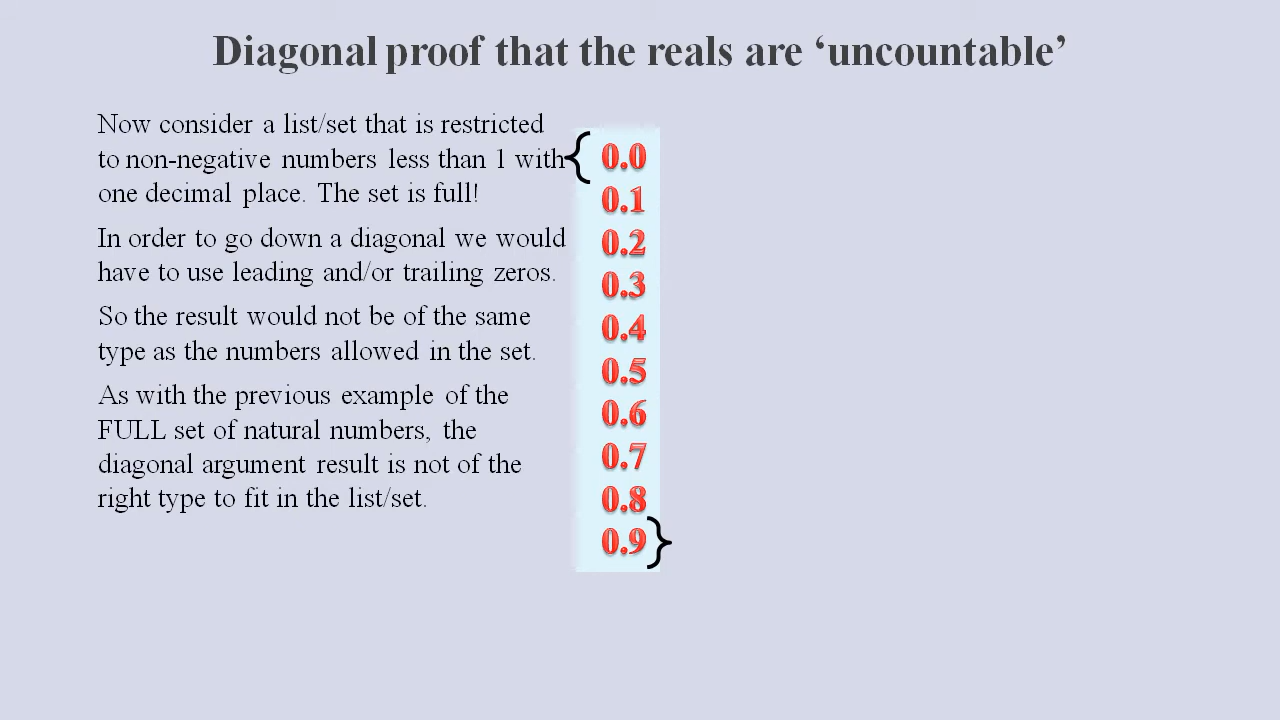 Diagonal proof that the reals are ‘uncountable’
Now consider a list/set that is restricted
to non-negative numbers less than 1 with
one decimal place. The set is full!
In order to go down a diagonal we would
have to use leading and/or trailing zeros.
So the result would not be of the same
type as the numbers allowed in the set.
As with the previous example of the
FULL set of natural numbers, the
diagonal argument result is not of the
right type to fit in the list/set.
{ 0.0
0.1
0.2
0.3
0.4
0.5
0.6
0.7
0.8
0.9 }